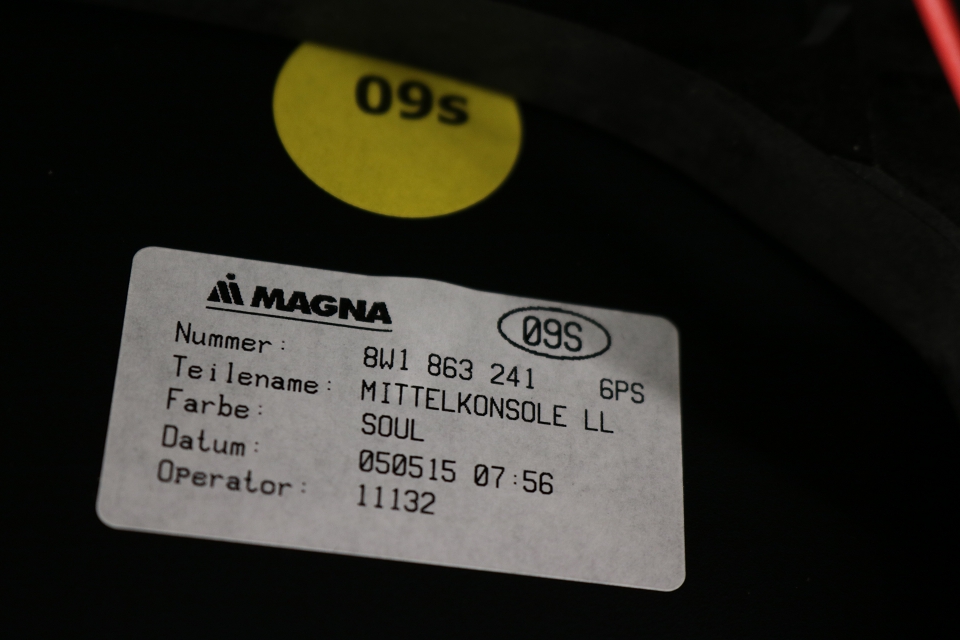 09s
MAGNA
09S
Nummer: 8W1 863 241 6PS
Teilename: MITTELKONSOLE LL
Farbe: SOUL
Datum: 050515 07:56
Operator: 11132